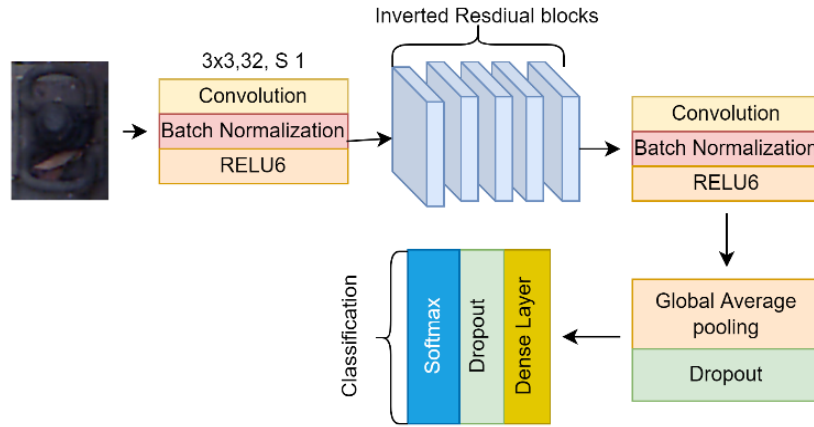 Inverted Resdiual blocks
3x3,32, S 1
Convolution
Batch Normalization
RELU6
Convolution
Batch Normalization
RELU6
Global Average
pooling
Dropout
Dense Layer
Dropout
Softmax
Classification